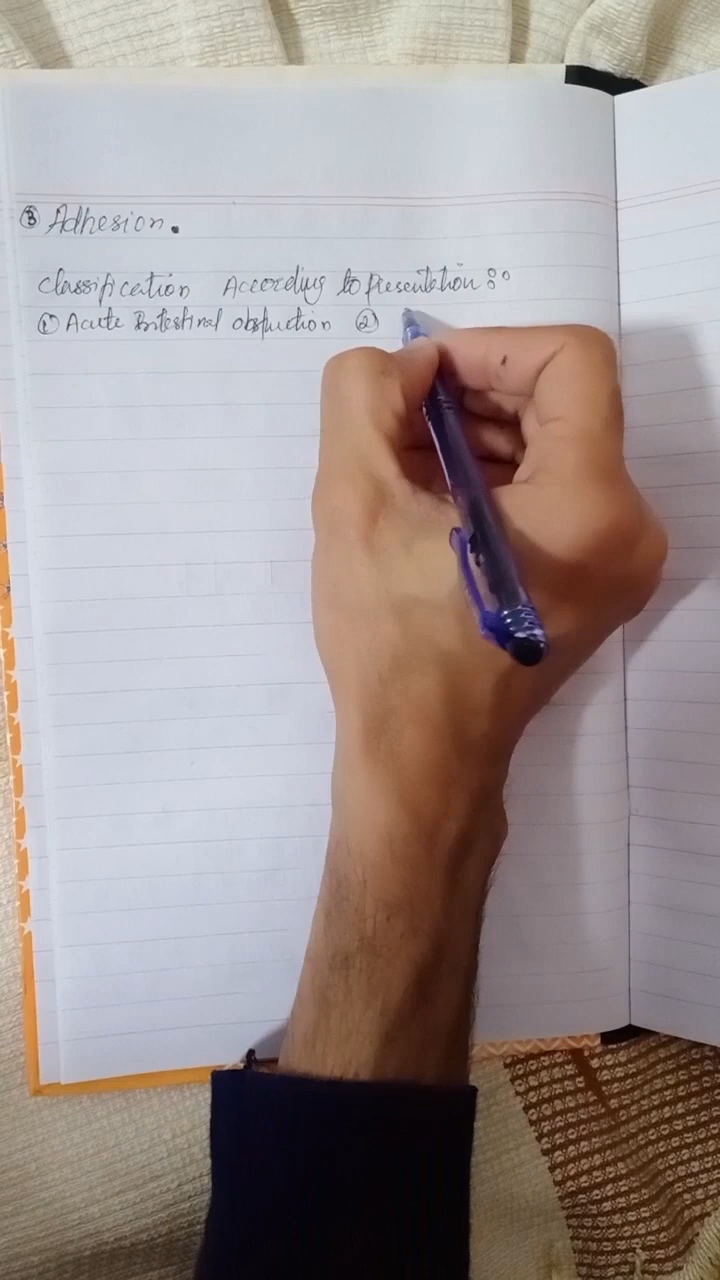 ③ Adhesion.
Classification According to presentation :°
① Acute Intestinal obstruction ②